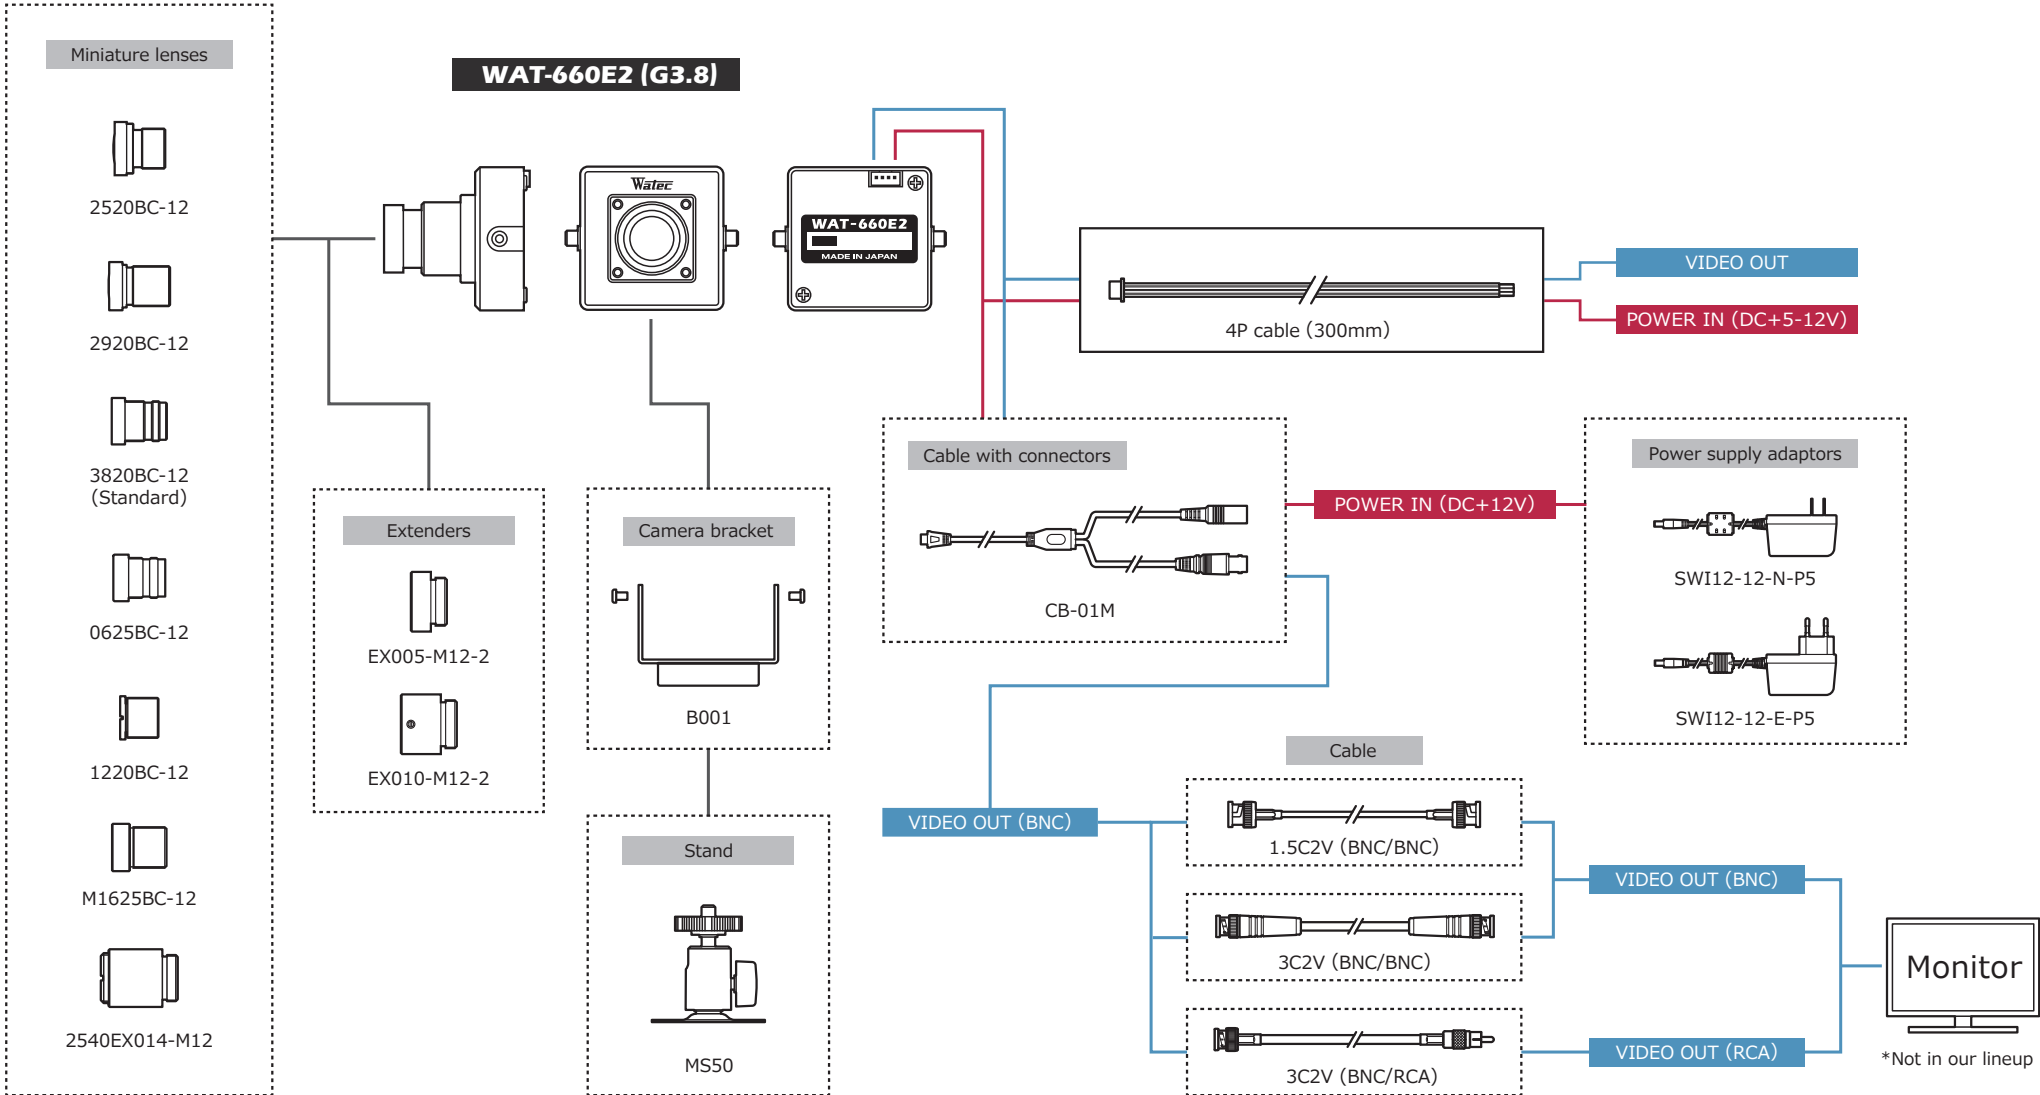 Miniature lenses
2520BC-12
2920BC-12
3820BC-12
(Standard)
0625BC-12
1220BC-12
M1625BC-12
2540EX014-M12
WAT-660E2 (G3.8)
Watec
WAT-660E2
MADE IN JAPAN
4P cable (300mm)
VIDEO OUT
POWER IN (DC+5-12V)
Extenders
EX005-M12-2
EX010-M12-2
Camera bracket
B001
Stand
MS50
Cable with connectors
CB-01M
POWER IN (DC+12V)
Power supply adaptors
SWI12-12-N-P5
SWI12-12-E-P5
VIDEO OUT (BNC)
Cable
1.5C2V (BNC/BNC)
3C2V (BNC/BNC)
3C2V (BNC/RCA)
VIDEO OUT (BNC)
VIDEO OUT (RCA)
Monitor
*Not in our lineup